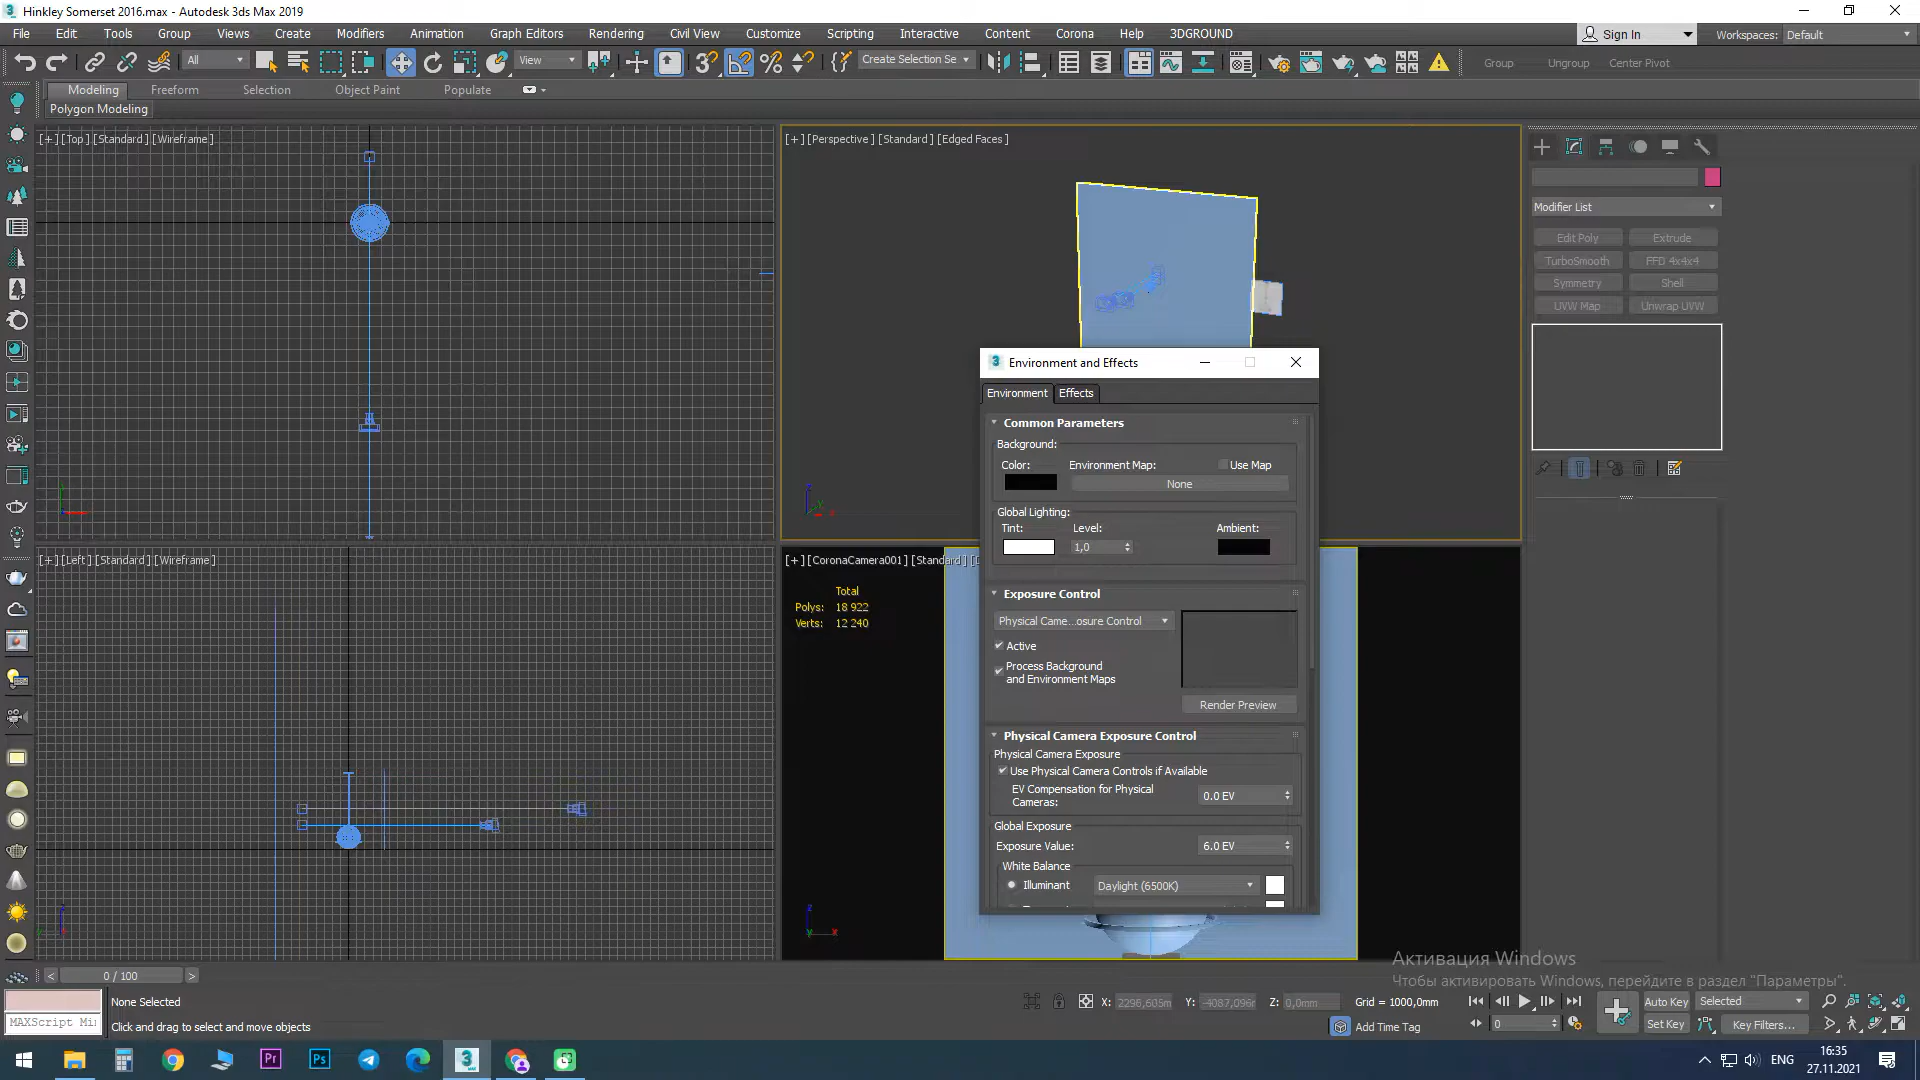 Hinkley Somerset 2016.max - Autodesk 3ds Max 2019
File Edit Tools Group Views Create Modifiers Animation Graph Editors Rendering Civil View Customize Scripting Interactive Content Corona Help 3DGROUND
Sign In
Workspaces: Default
All
View
Create Selection Se
Group Ungroup Center Pivot
Modeling Freeform Selection Object Paint Populate
Polygon Modeling
[+] [Top] [Standard] [Wireframe]
[+] [Perspective] [Standard] [Edged Faces]
Modifier List
Edit Poly Extrude
TurboSmooth FFD 4x4x4
Symmetry Shell
UVW Map Unwrap UVW
Environment and Effects
Environment Effects
Common Parameters
Background:
Color: Environment Map: Use Map
None
Global Lighting:
Tint: Level: Ambient:
1,0
Exposure Control
Physical Came...osure Control
Active
Process Background
and Environment Maps
Render Preview
Physical Camera Exposure Control
Physical Camera Exposure
Use Physical Camera Controls if Available
EV Compensation for Physical
Cameras:
0.0 EV
Global Exposure
Exposure Value: 6.0 EV
White Balance
Illuminant Daylight (6500K)
[+] [Left] [Standard] [Wireframe]
[+] [CoronaCamera001] [Standard]
Total
Polys: 18 922
Verts: 12 240
Активация Windows
Чтобы активировать Windows, перейдите в раздел "Параметры".
0 / 100
None Selected
MAXScript Mi
Click and drag to select and move objects
X: 2298,605m Y: -4087,096m Z: 0,0mm Grid = 1000,0mm
Add Time Tag
0
Auto Key Selected
Set Key Key Filters...
ENG
16:35
27.11.2021